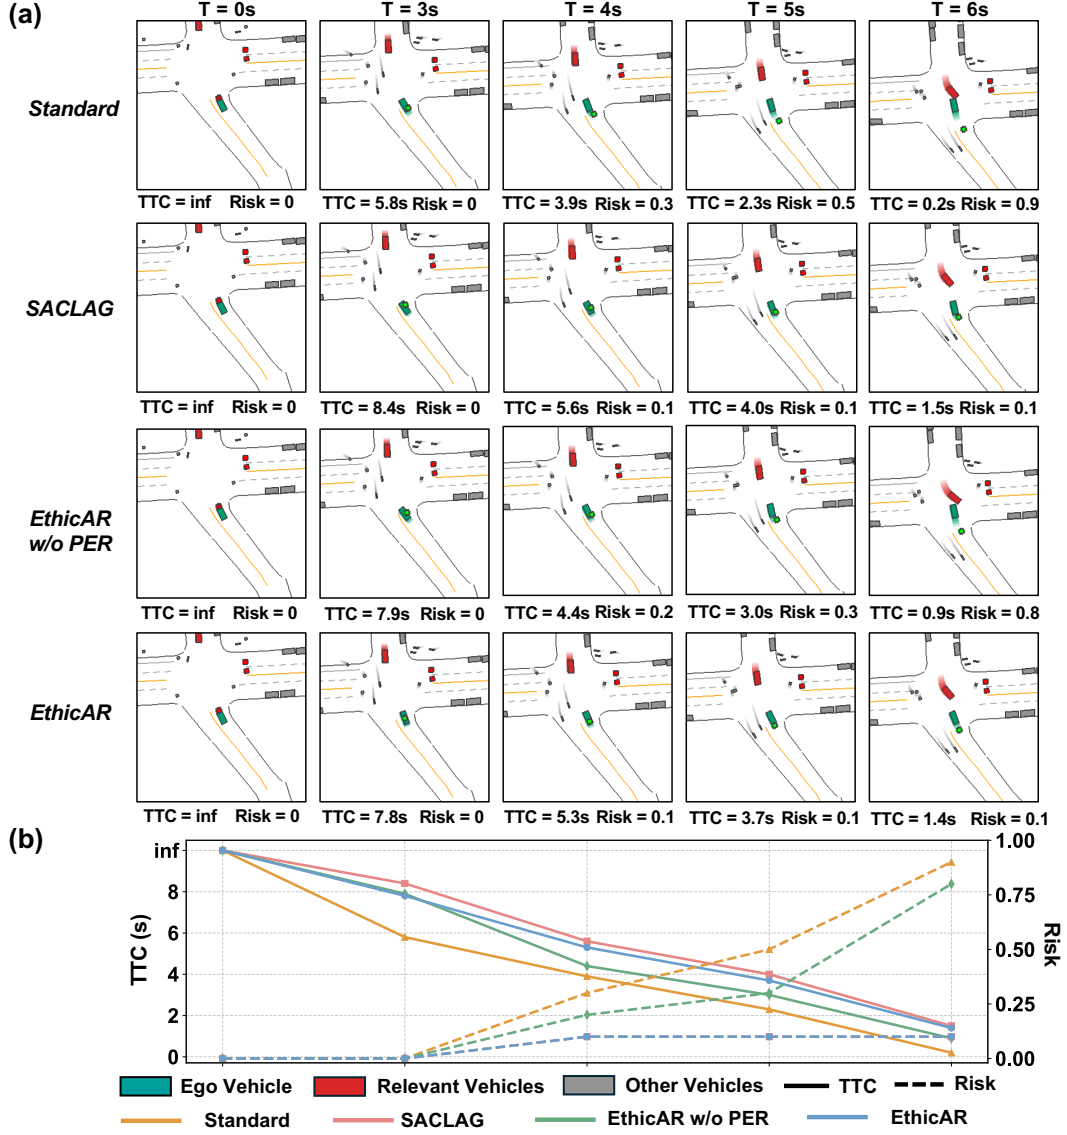 (a)
T = 0s T = 3s T = 4s T = 5s T = 6s
Standard
TTC = inf Risk = 0 TTC = 5.8s Risk = 0 TTC = 3.9s Risk = 0.3 TTC = 2.3s Risk = 0.5 TTC = 0.2s Risk = 0.9
SACLAG
TTC = inf Risk = 0 TTC = 8.4s Risk = 0 TTC = 5.6s Risk = 0.1 TTC = 4.0s Risk = 0.1 TTC = 1.5s Risk = 0.1
EthicAR
w/o PER
TTC = inf Risk = 0 TTC = 7.9s Risk = 0 TTC = 4.4s Risk = 0.2 TTC = 3.0s Risk = 0.3 TTC = 0.9s Risk = 0.8
EthicAR
TTC = inf Risk = 0 TTC = 7.8s Risk = 0 TTC = 5.3s Risk = 0.1 TTC = 3.7s Risk = 0.1 TTC = 1.4s Risk = 0.1
(b)
TTC (s)
inf
8
6
4
2
0
1.00
0.75
0.50
0.25
0.00
Risk
Ego Vehicle Relevant Vehicles Other Vehicles TTC Risk
Standard SACLAG EthicAR w/o PER EthicAR